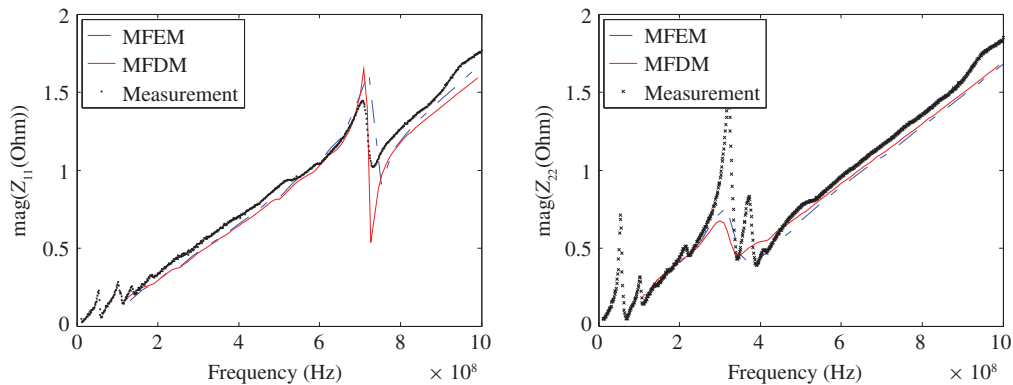 2
1.5
1
0.5
0
mag(Z11(Ohm)
MFEM
MFDM
Measurement
0 2 4 6 8 10
Frequency (Hz) × 10^8
2
1.5
1
0.5
0
mag(Z22(Ohm)
MFEM
MFDM
Measurement
0 2 4 6 8 10
Frequency (Hz) × 10^8